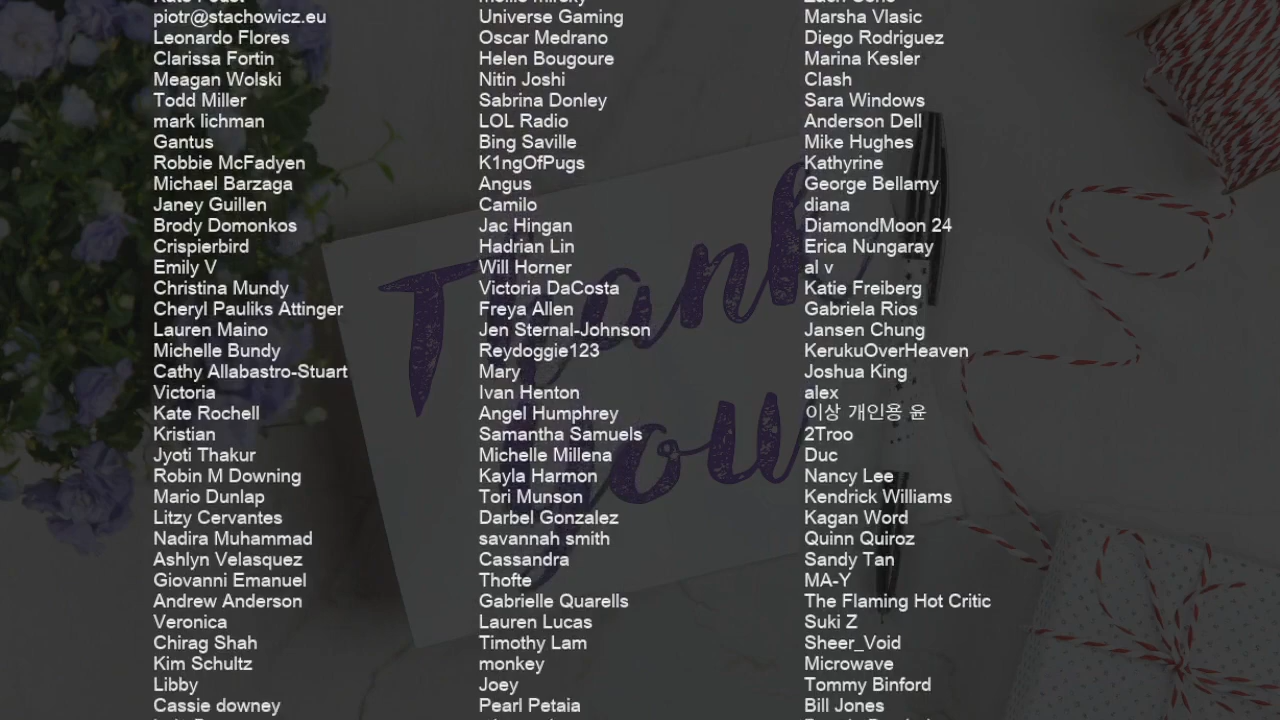 piotr@stachowicz.eu
Leonardo Flores
Clarissa Fortin
Meagan Wolski
Todd Miller
mark lichman
Gantus
Robbie McFadyen
Michael Barzaga
Janey Guillen
Brody Domonkos
Crispierbird
Emily V
Christina Mundy
Cheryl Pauliks Attinger
Lauren Maino
Michelle Bundy
Cathy Allabastro-Stuart
Victoria
Kate Rochell
Kristian
Jyoti Thakur
Robin M Downing
Mario Dunlap
Litzy Cervantes
Nadira Muhammad
Ashlyn Velasquez
Giovanni Emanuel
Andrew Anderson
Veronica
Chirag Shah
Kim Schultz
Libby
Cassie downey
Universe Gaming
Oscar Medrano
Helen Bougoure
Nitin Joshi
Sabrina Donley
LOL Radio
Bing Saville
K1ngOfPugs
Angus
Camilo
Jac Hingan
Hadrian Lin
Will Horner
Victoria DaCosta
Freya Allen
Jen Sternal-Johnson
Reydoggie123
Mary
Ivan Henton
Angel Humphrey
Samantha Samuels
Michelle Millena
Kayla Harmon
Tori Munson
Darbel Gonzalez
savannah smith
Cassandra
Thofte
Gabrielle Quarells
Lauren Lucas
Timothy Lam
monkey
Joey
Pearl Petaia
Marsha Vlasic
Diego Rodriguez
Marina Kesler
Clash
Sara Windows
Anderson Dell
Mike Hughes
Kathyrine
George Bellamy
diana
DiamondMoon 24
Erica Nungaray
al v
Katie Freiberg
Gabriela Rios
Jansen Chung
KerukuOverHeaven
Joshua King
alex
이상 개인용 윤
2Troo
Duc
Nancy Lee
Kendrick Williams
Kagan Word
Quinn Quiroz
Sandy Tan
MA-Y
The Flaming Hot Critic
Suki Z
Sheer_Void
Microwave
Tommy Binford
Bill Jones
Thank
you